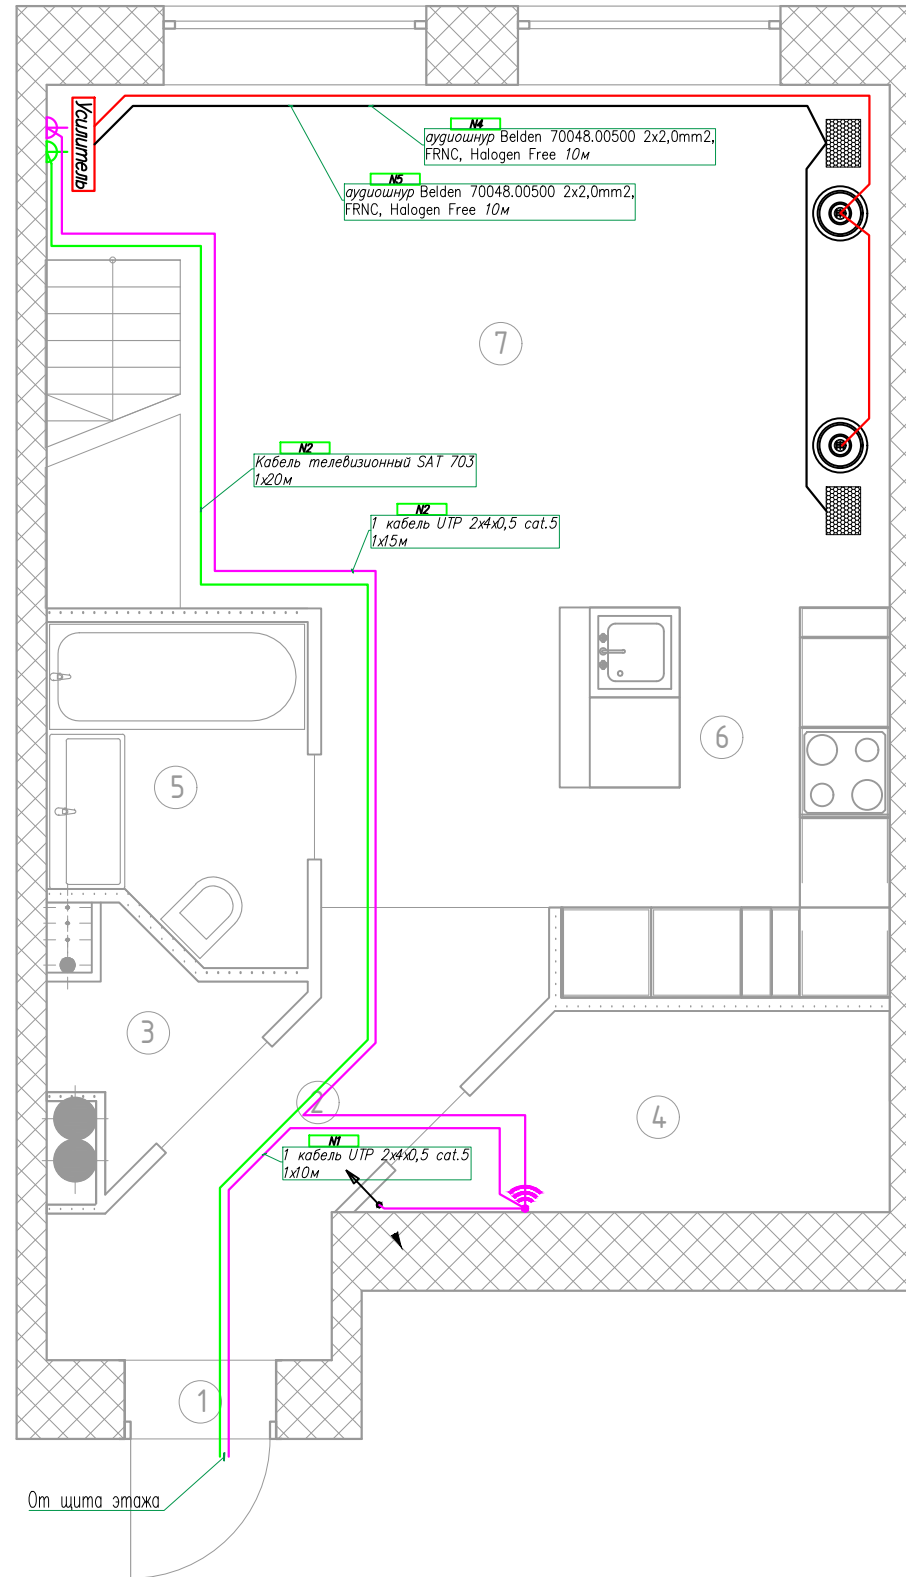 Усилитель
N4
аудиошнур Belden 70048.00500 2x2,0mm2,
FRNC, Halogen Free 10м
N5
аудиошнур Belden 70048.00500 2x2,0mm2,
FRNC, Halogen Free 10м
7
N2
Кабель телевизионный SAT 703
1x20м
N2
1 кабель UTP 2x4x0,5 cat.5
1x15м
6
5
3
2
4
N1
1 кабель UTP 2x4x0,5 cat.5
1x10м
1
От щита этажа